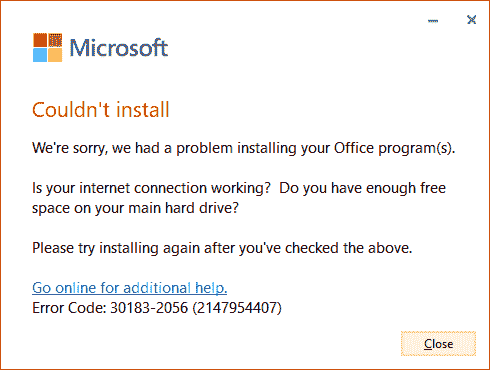 Microsoft
Couldn't install
We're sorry, we had a problem installing your Office program(s).
Is your internet connection working?  Do you have enough free
space on your main hard drive?
Please try installing again after you've checked the above.
Go online for additional help.
Error Code: 30183-2056 (2147954407)
Close